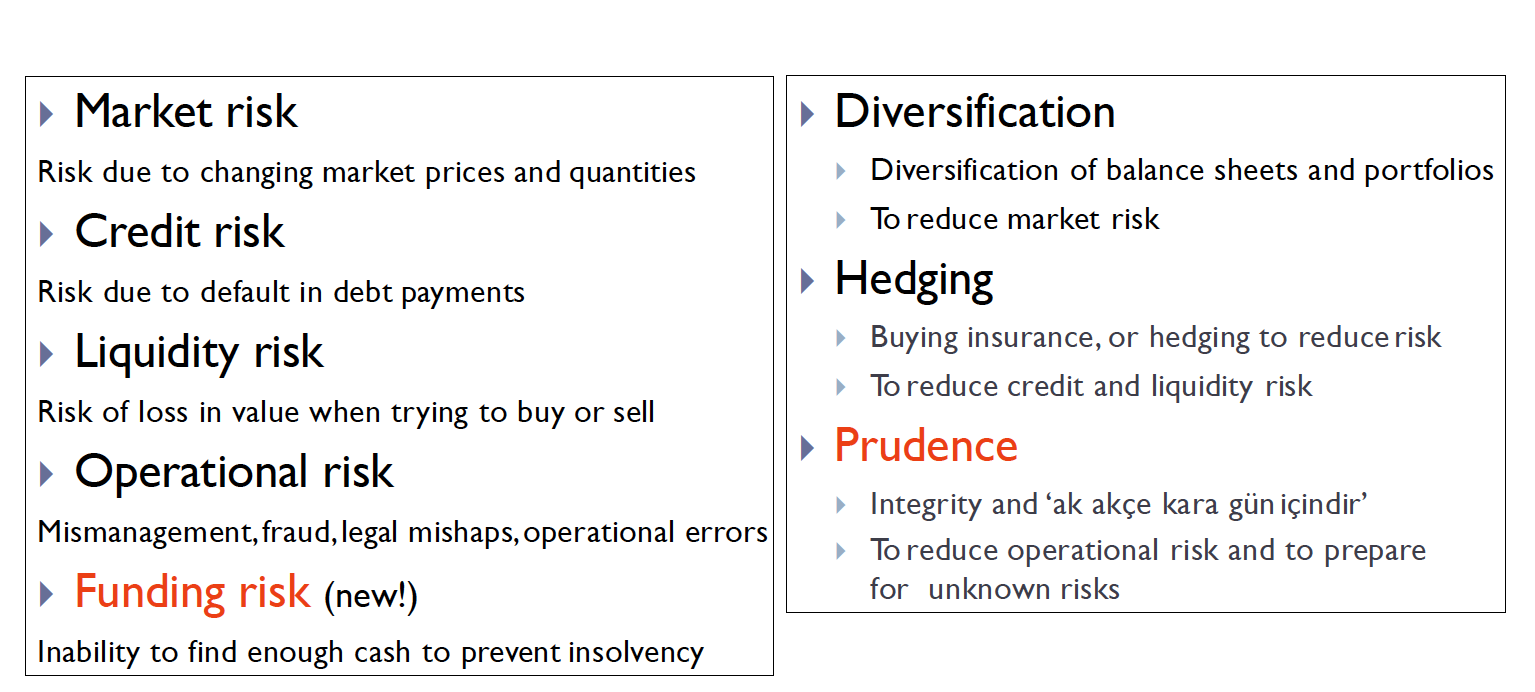 Market risk
Risk due to changing market prices and quantities
Credit risk
Risk due to default in debt payments
Liquidity risk
Risk of loss in value when trying to buy or sell
Operational risk
Mismanagement, fraud, legal mishaps, operational errors
Funding risk (new!)
Inability to find enough cash to prevent insolvency
Diversification
Diversification of balance sheets and portfolios
To reduce market risk
Hedging
Buying insurance, or hedging to reduce risk
To reduce credit and liquidity risk
Prudence
Integrity and ‘ak akçe kara gün içindir’
To reduce operational risk and to prepare
for unknown risks